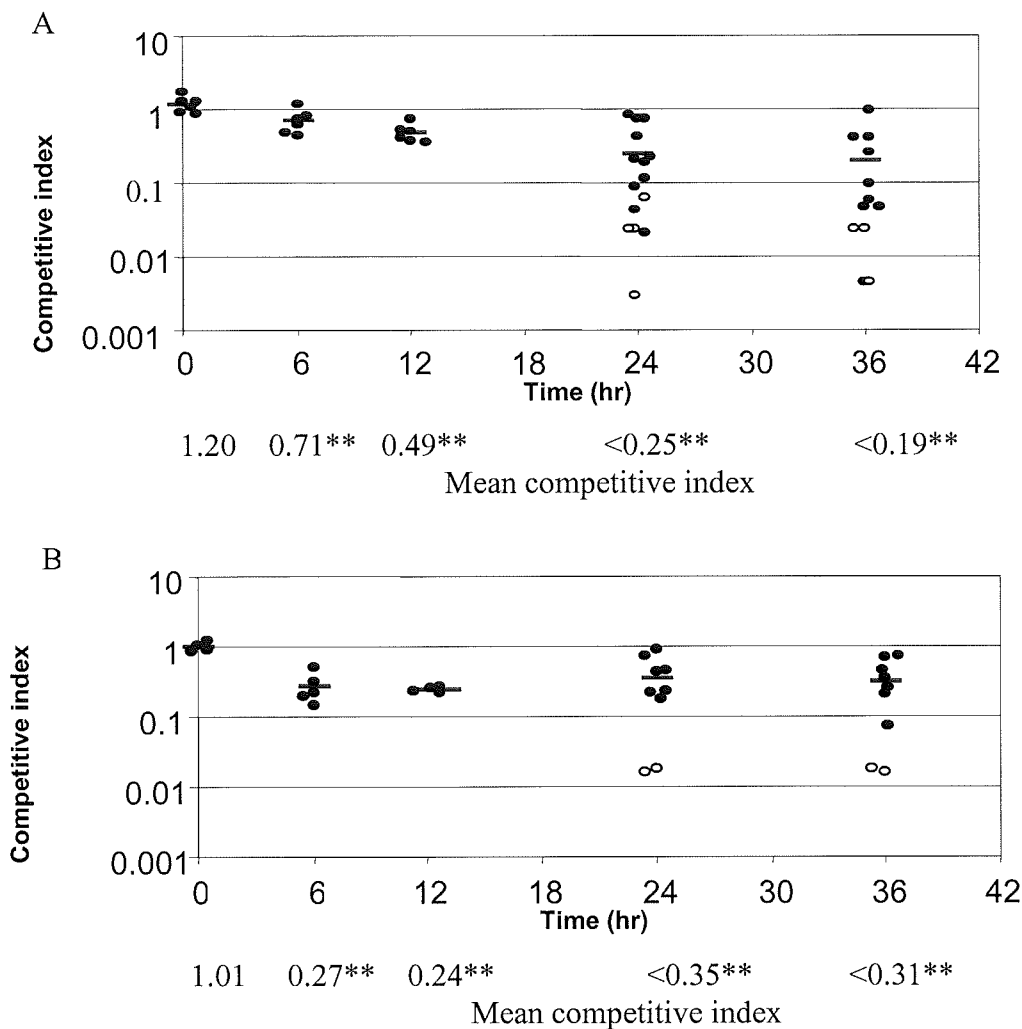 A
10
1
0.1
0.01
0.001
Competitive index
0 6 12 18 24 30 36 42
Time (hr)
1.20 0.71** 0.49** <0.25** <0.19**
Mean competitive index
B
10
1
0.1
0.01
0.001
Competitive index
0 6 12 18 24 30 36 42
Time (hr)
1.01 0.27** 0.24** <0.35** <0.31**
Mean competitive index